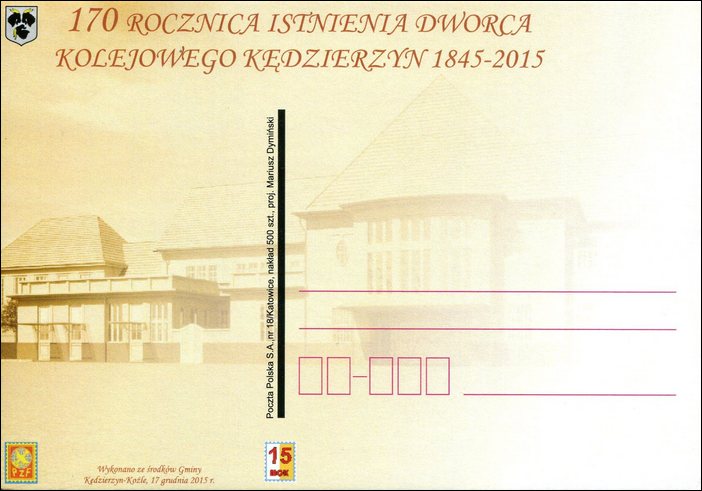 170 ROCZNICA ISTNIENIA DWORCA
KOLEJOWEGO KĘDZIERZYN 1845-2015
Poczta Polska S.A.,nr 18/Katowice, nakład 500 szt., proj. Mariusz Dymiński
PZF
Wykonano ze środków Gminy
Kędzierzyn-Koźle, 17 grudnia 2015 r.
15